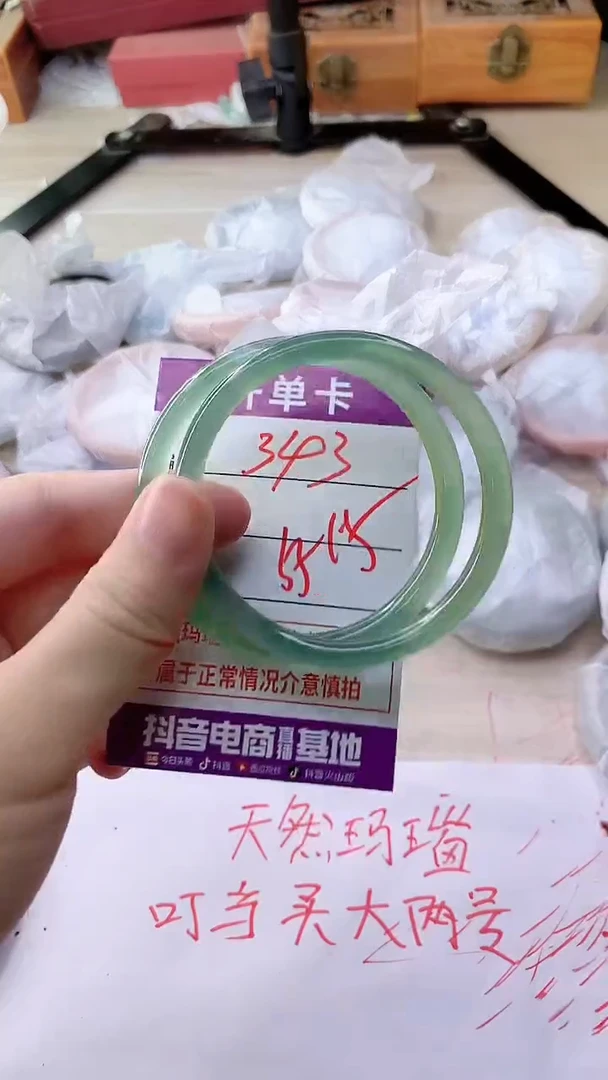 单卡
343
55
属于正常情况介意慎拍
抖音电商直播基地
今日头条 抖音 西瓜视频 抖音火山版
天然玛瑙
叮当买大两号